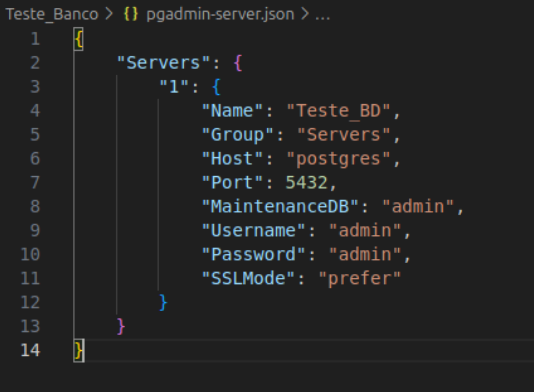 Teste_Banco > {} pgadmin-server.json > ...
1 {
2     "Servers": {
3         "1": {
4             "Name": "Teste_BD",
5             "Group": "Servers",
6             "Host": "postgres",
7             "Port": 5432,
8             "MaintenanceDB": "admin",
9             "Username": "admin",
10             "Password": "admin",
11             "SSLMode": "prefer"
12         }
13     }
14 }